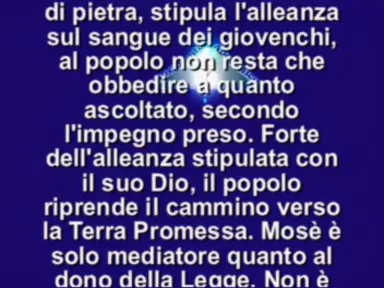 di pietra, stipula l'alleanza
sul sangue dei giovenchi,
al popolo non resta che
obbedire a quanto
ascoltato, secondo
l'impegno preso. Forte
dell'alleanza stipulata con
il suo Dio, il popolo
riprende il cammino verso
la Terra Promessa. Mosè è
solo mediatore quanto al
dono della Legge. Non è